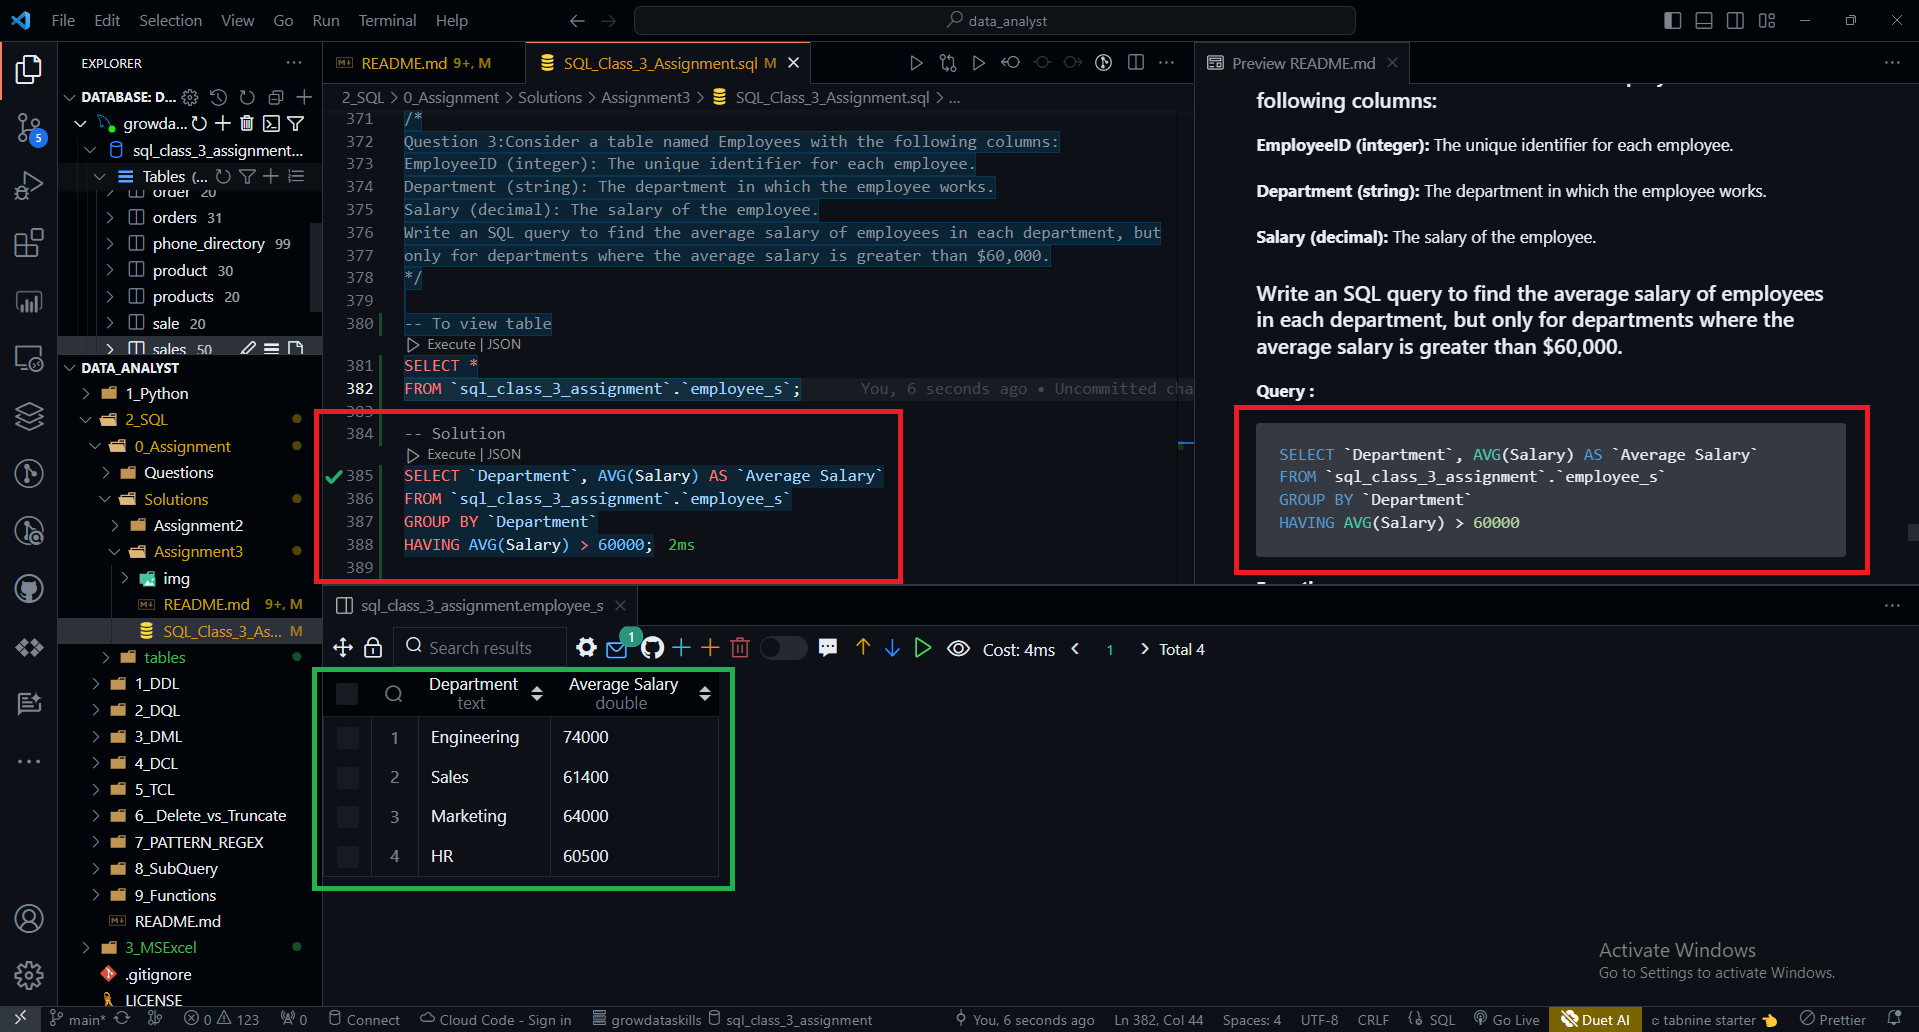 File Edit Selection View Go Run Terminal Help
data_analyst
EXPLORER
DATABASE: D...
growda...
sql_class_3_assignment...
Tables (...
order 20
orders 31
phone_directory 99
product 30
products 20
sale 20
sales 50
DATA_ANALYST
1_Python
2_SQL
0_Assignment
Questions
Solutions
Assignment2
Assignment3
img
README.md 9+, M
SQL_Class_3_As... M
tables
1_DDL
2_DQL
3_DML
4_DCL
5_TCL
6__Delete_vs_Truncate
7_PATTERN_REGEX
8_SubQuery
9_Functions
README.md
3_MSExcel
.gitignore
LICENSE
5
README.md 9+, M
SQL_Class_3_Assignment.sql M
2_SQL > 0_Assignment > Solutions > Assignment3 > SQL_Class_3_Assignment.sql > ...
371 /*
372 Question 3:Consider a table named Employees with the following columns:
373 EmployeeID (integer): The unique identifier for each employee.
374 Department (string): The department in which the employee works.
375 Salary (decimal): The salary of the employee.
376 Write an SQL query to find the average salary of employees in each department, but
377 only for departments where the average salary is greater than $60,000.
378 */
379
380 -- To view table
Execute | JSON
381 SELECT *
382 FROM `sql_class_3_assignment`.`employee_s`; You, 6 seconds ago • Uncommitted cha
383
384 -- Solution
Execute | JSON
385 SELECT `Department`, AVG(Salary) AS `Average Salary`
386 FROM `sql_class_3_assignment`.`employee_s`
387 GROUP BY `Department`
388 HAVING AVG(Salary) > 60000; 2ms
389
Preview README.md
following columns:
EmployeeID (integer): The unique identifier for each employee.
Department (string): The department in which the employee works.
Salary (decimal): The salary of the employee.
Write an SQL query to find the average salary of employees
in each department, but only for departments where the
average salary is greater than $60,000.
Query :
SELECT `Department`, AVG(Salary) AS `Average Salary`
FROM `sql_class_3_assignment`.`employee_s`
GROUP BY `Department`
HAVING AVG(Salary) > 60000
sql_class_3_assignment.employee_s
Search results 1 Cost: 4ms < 1 > Total 4
Department Average Salary
text double
1 Engineering 74000
2 Sales 61400
3 Marketing 64000
4 HR 60500
Activate Windows
Go to Settings to activate Windows.
main* 0 123 0 Connect Cloud Code - Sign in growdataskills sql_class_3_assignment You, 6 seconds ago Ln 382, Col 44 Spaces: 4 UTF-8 CRLF SQL Go Live Duet AI tabnine starter Prettier